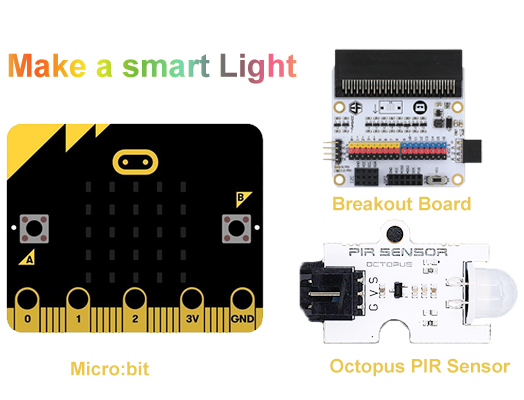 Make a smart Light
Breakout Board
B
A
0 1 2 3V GND
PIR SENSOR
OCTOPUS
G V S
Micro:bit
Octopus PIR Sensor